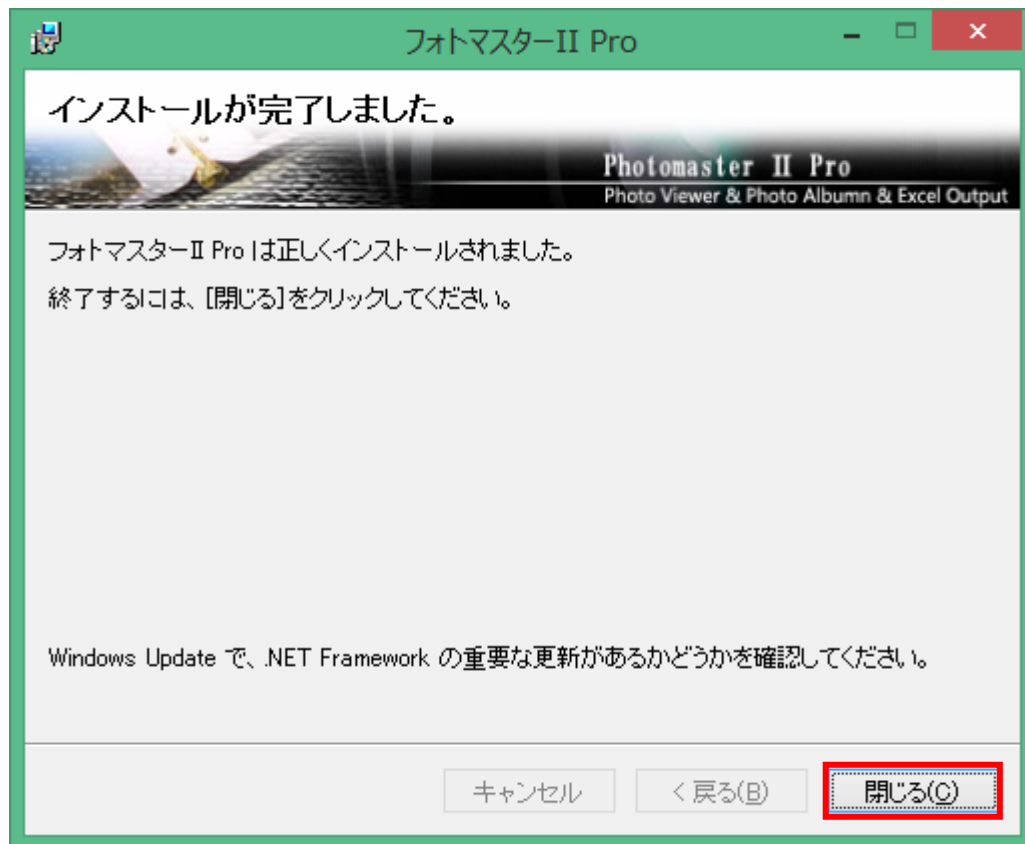 フォトマスターII Pro
インストールが完了しました。
Photomaster II Pro
Photo Viewer & Photo Albumn & Excel Output
フォトマスターII Pro は正しくインストールされました。
終了するには、[閉じる]をクリックしてください。
Windows Update で、.NET Framework の重要な更新があるかどうかを確認してください。
キャンセル
< 戻る(B)
閉じる(C)